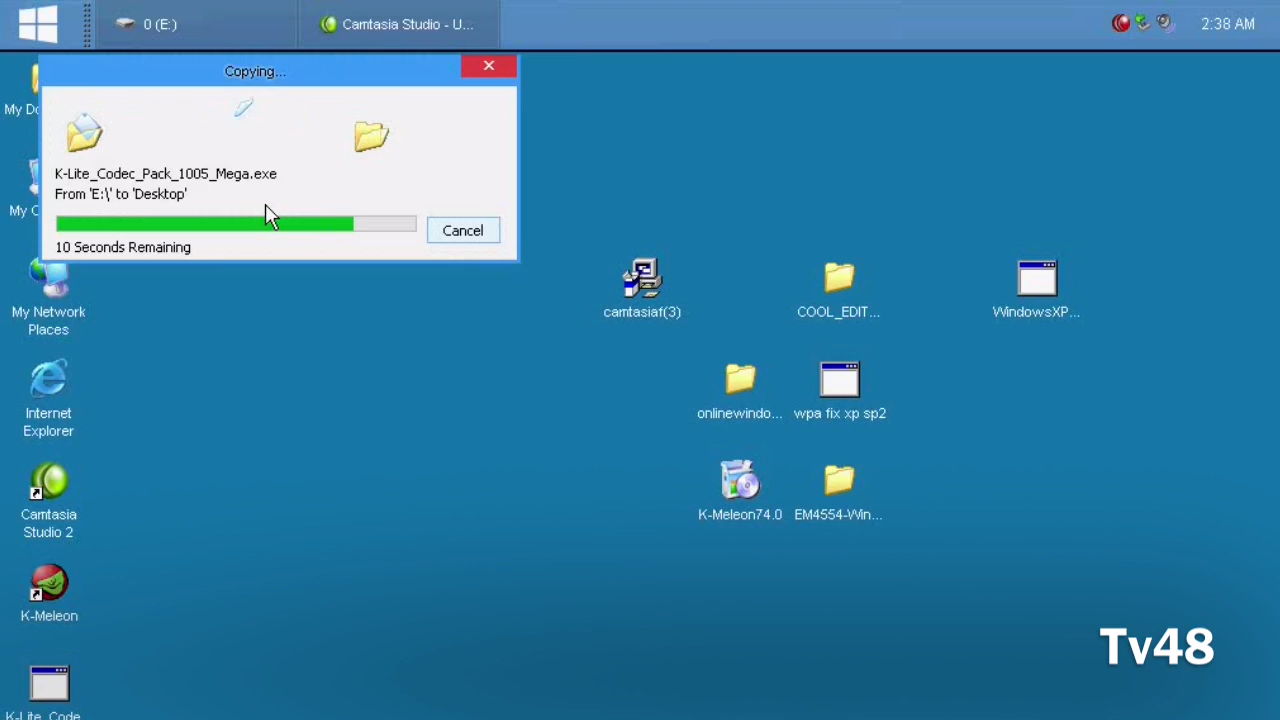 0 (E:)
Camtasia Studio - U...
2:38 AM
Copying...
K-Lite_Codec_Pack_1005_Mega.exe
From 'E:\' to 'Desktop'
Cancel
10 Seconds Remaining
My Do
My C
My Network
Places
Internet
Explorer
Camtasia
Studio 2
K-Meleon
K-Lite_Code
camtasiaf(3)
COOL_EDIT...
WindowsXP...
onlinewindo...
wpa fix xp sp2
K-Meleon74.0
EM4554-Win...
Tv48